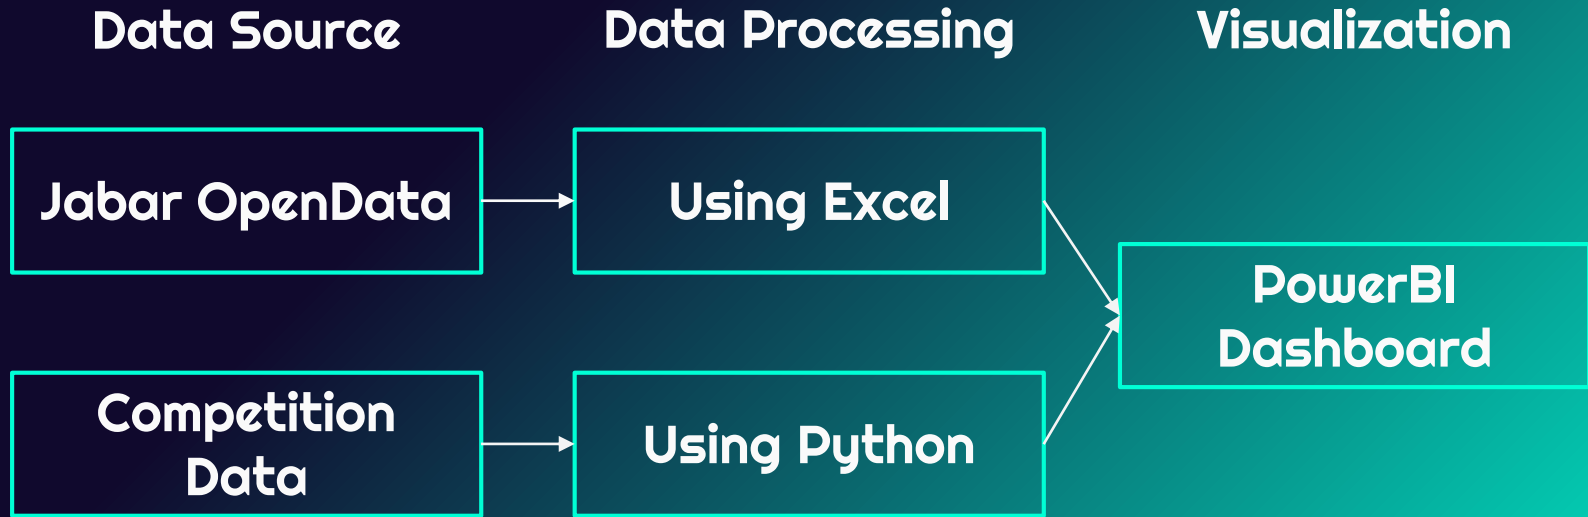 Data Source
Data Processing
Visualization
Jabar OpenData
Using Excel
PowerBI
Dashboard
Competition
Data
Using Python